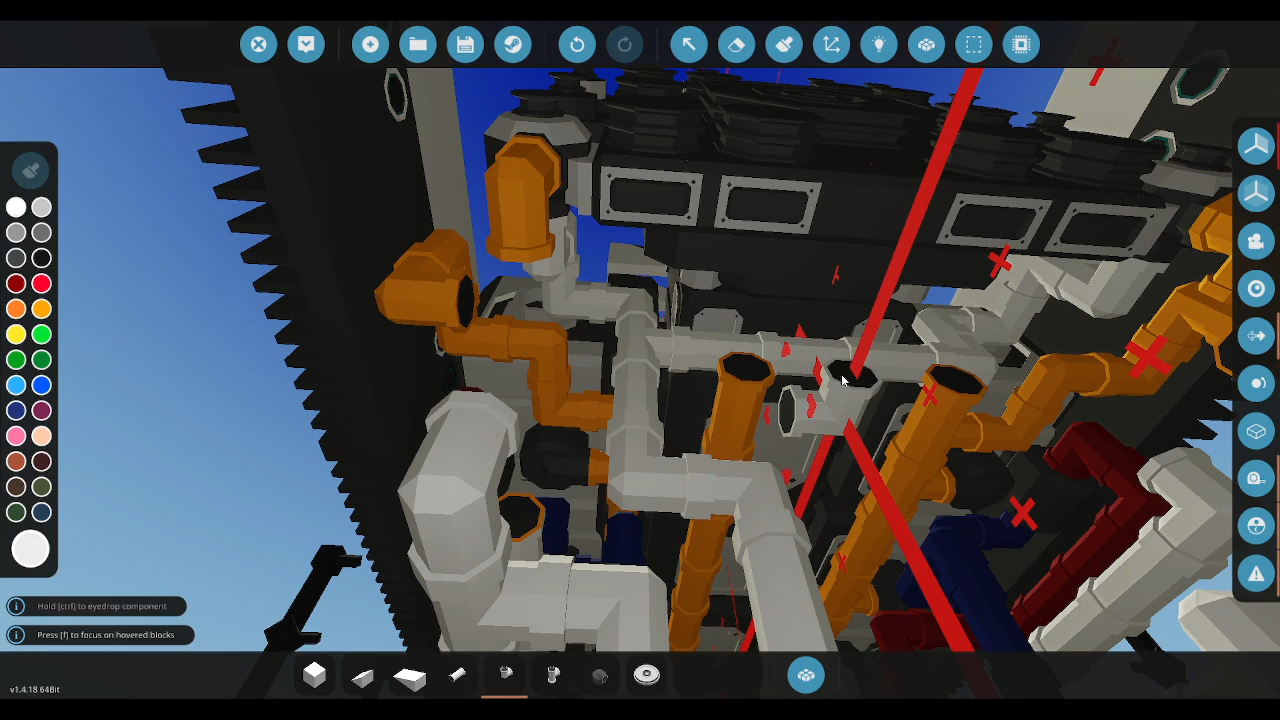 Hold [ctrl] to eyedrop component
Press [f] to focus on hovered blocks
v1.4.18 64Bit